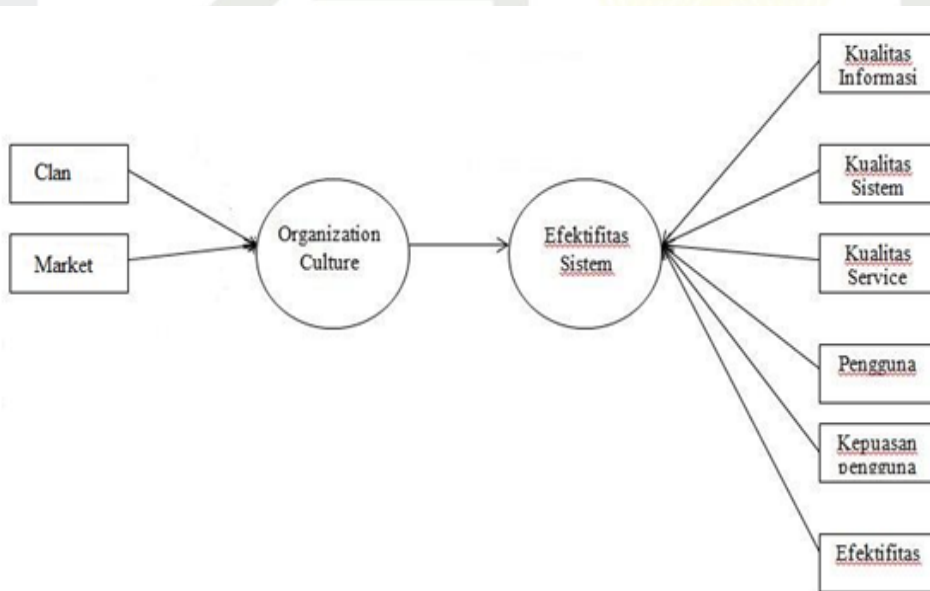 Clan
Market
Organization
Culture
Efektifitas
Sistem
Kualitas
Informasi
Kualitas
Sistem
Kualitas
Service
Pengguna
Kepuasan
pengguna
Efektifitas